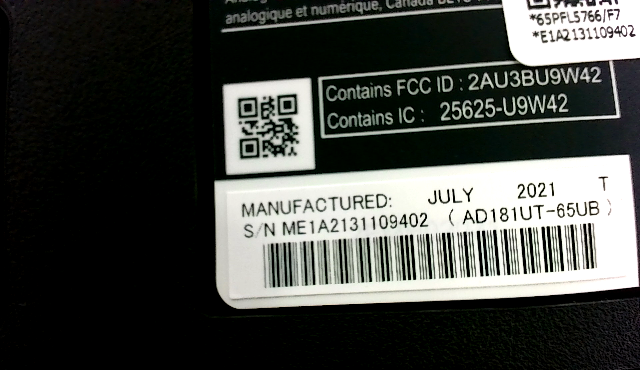 analogique et numérique, Canada
*65PFL5766/F7
*E1A2131109402
Contains FCC ID : 2AU3BU9W42
Contains IC : 25625-U9W42
MANUFACTURED: JULY 2021 T
S/N ME1A2131109402 ( AD181UT-65UB )